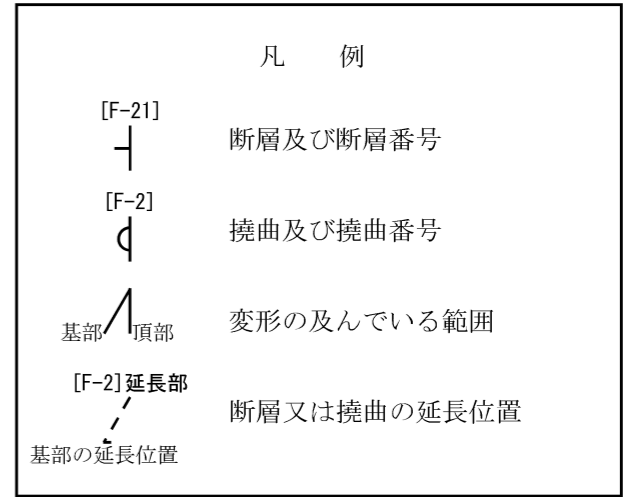 凡　例
[F-21]
断層及び断層番号
[F-2]
撓曲及び撓曲番号
基部 頂部
変形の及んでいる範囲
[F-2]延長部
断層又は撓曲の延長位置
基部の延長位置